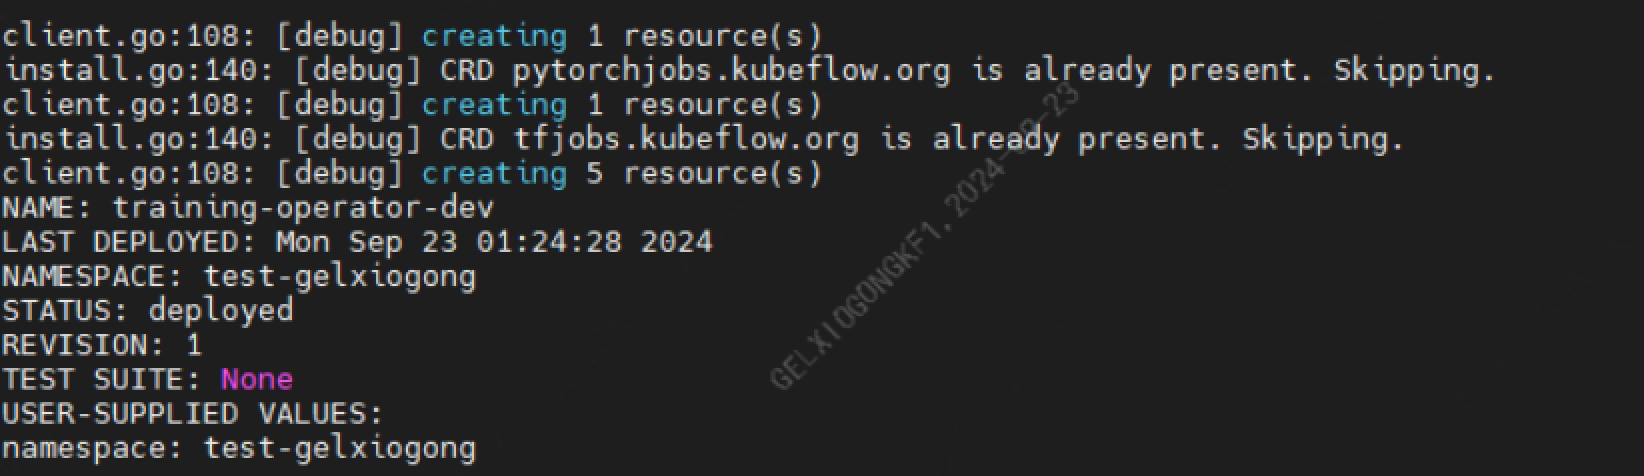 client.go:108: [debug] creating 1 resource(s)
install.go:140: [debug] CRD pytorchjobs.kubeflow.org is already present. Skipping.
client.go:108: [debug] creating 1 resource(s)
install.go:140: [debug] CRD tfjobs.kubeflow.org is already present. Skipping.
client.go:108: [debug] creating 5 resource(s)
NAME: training-operator-dev
LAST DEPLOYED: Mon Sep 23 01:24:28 2024
NAMESPACE: test-gelxiogong
STATUS: deployed
REVISION: 1
TEST SUITE: None
USER-SUPPLIED VALUES:
namespace: test-gelxiogong
GELXIOGONGKF1, 2024-09-23